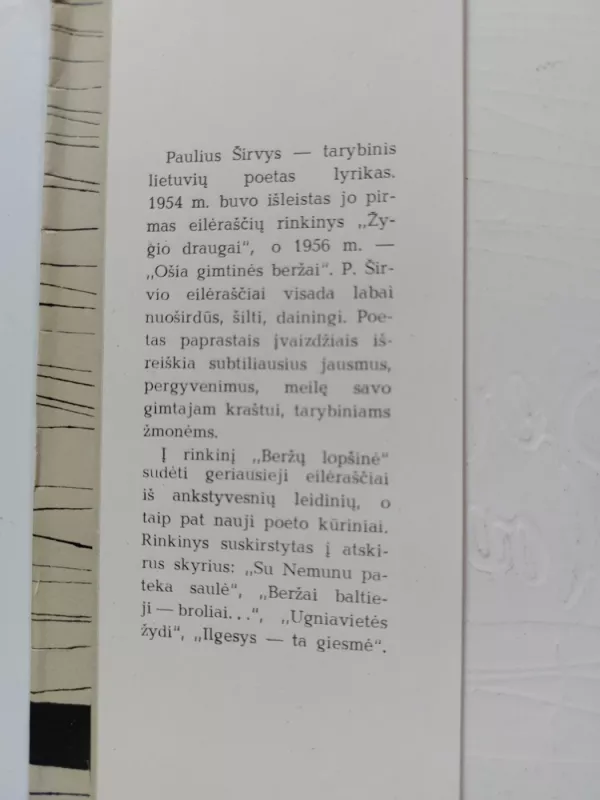 Paulius Širvys — tarybinis
lietuvių poetas lyrikas.
1954 m. buvo išleistas jo pir-
mas eilėraščių rinkinys „Žy-
gio draugai“, o 1956 m. —
„Ošia gimtinės beržai“. P. Šir-
vio eilėraščiai visada labai
nuoširdūs, šilti, dainingi. Poe-
tas paprastais įvaizdžiais iš-
reiškia subtiliausius jausmus,
pergyvenimus, meilę savo
gimtajam kraštui, tarybiniams
žmonėms.
Į rinkinį „Beržų lopšinė“
sudėti geriausieji eilėraščiai
iš ankstyvesnių leidinių, o
taip pat nauji poeto kūriniai.
Rinkinys suskirstytas į atski-
rus skyrius: „Su Nemunu pa-
teka saulė“, „Beržai baltie-
ji — broliai...“, „Ugniavietės
žydi“, „Ilgesys — ta giesmė“.